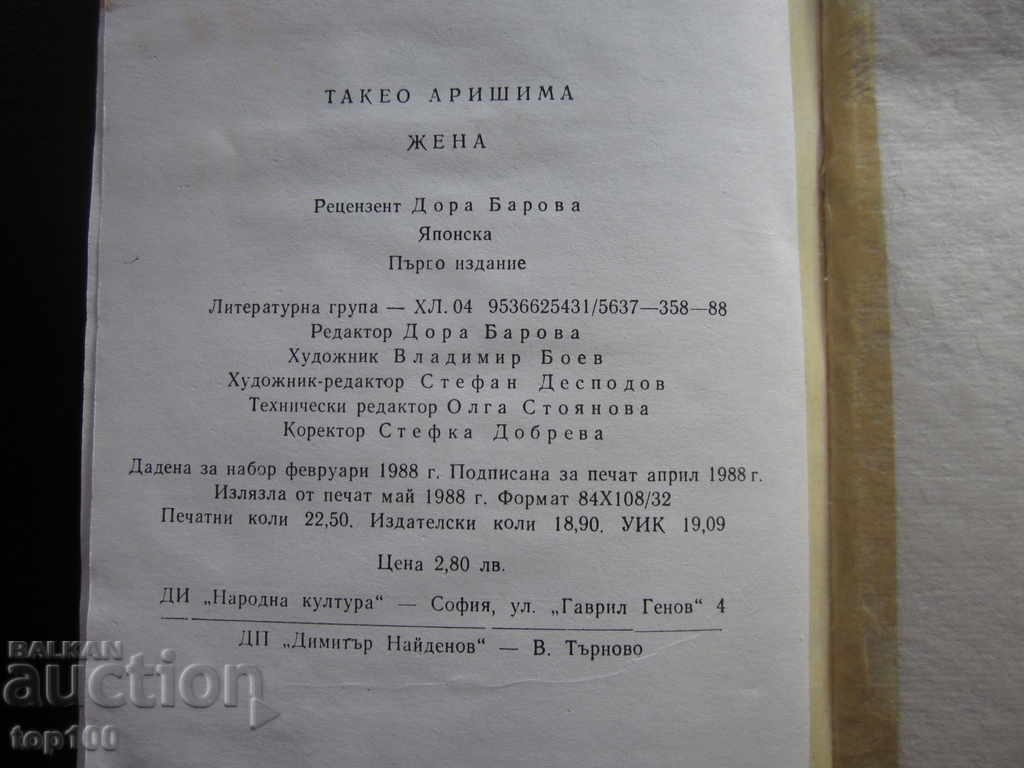 ТАКЕО АРИШИМА
ЖЕНА
Рецензент Дора Барова
Японска
Първо издание
Литературна група — ХЛ. 04 9536625431/5637—358—88
Редактор Дора Барова
Художник Владимир Боев
Художник-редактор Стефан Десподов
Технически редактор Олга Стоянова
Коректор Стефка Добрева
Дадена за набор февруари 1988 г. Подписана за печат април 1988 г.
Излязла от печат май 1988 г. Формат 84X108/32
Печатни коли 22,50. Издателски коли 18,90. УИК 19,09
Цена 2,80 лв.
ДИ „Народна култура“ — София, ул. „Гаврил Генов“ 4
ДП „Димитър Найденов“ — В. Търново
BALKAN
auction
top100